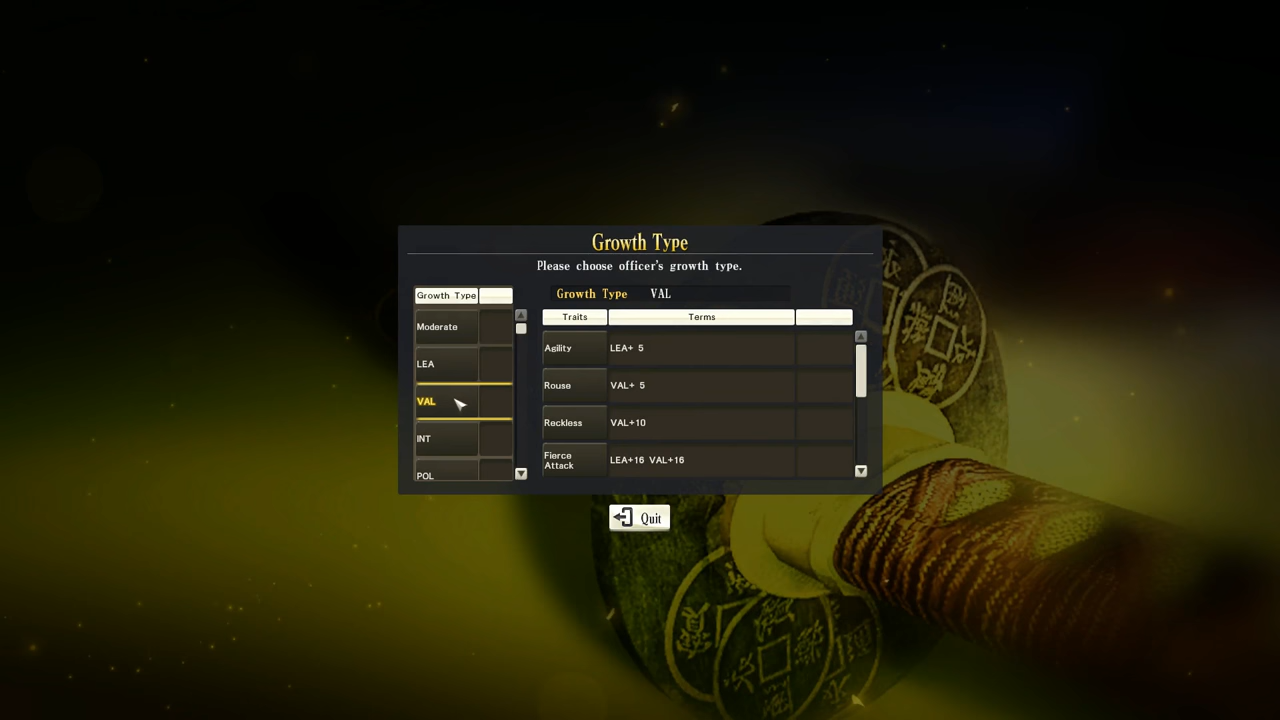 Growth Type
Please choose officer's growth type.
Growth Type
Growth Type VAL
Traits Terms
Moderate
LEA
VAL
INT
POL
Agility LEA+ 5
Rouse VAL+ 5
Reckless VAL+10
Fierce
Attack
LEA+16 VAL+16
Quit